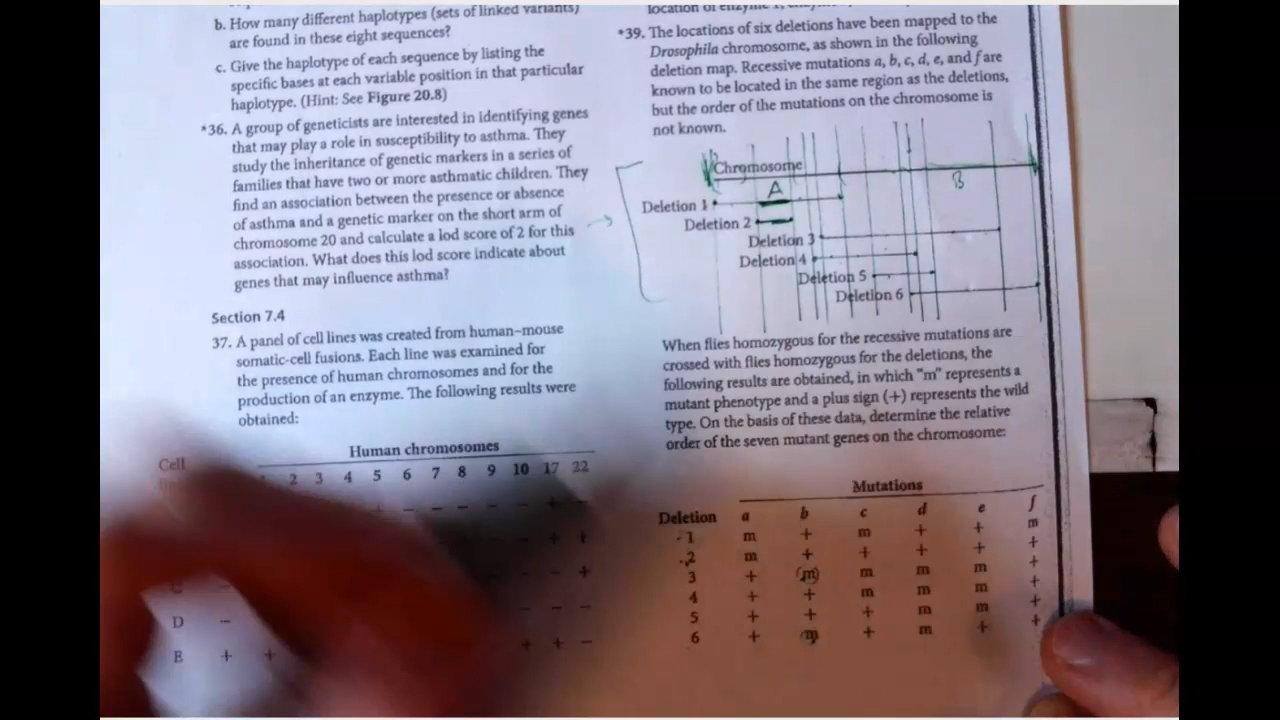 b. How many different haplotypes (sets of linked variants)
are found in these eight sequences?
c. Give the haplotype of each sequence by listing the
specific bases at each variable position in that particular
haplotype. (Hint: See Figure 20.8)
*36. A group of geneticists are interested in identifying genes
that may play a role in susceptibility to asthma. They
study the inheritance of genetic markers in a series of
families that have two or more asthmatic children. They
find an association between the presence or absence
of asthma and a genetic marker on the short arm of
chromosome 20 and calculate a lod score of 2 for this
association. What does this lod score indicate about
genes that may influence asthma?
Section 7.4
37. A panel of cell lines was created from human–mouse
somatic-cell fusions. Each line was examined for
the presence of human chromosomes and for the
production of an enzyme. The following results were
obtained:
Human chromosomes
Cell
2 3 4 5 6 7 8 9 10 17 22
D –
E + +
+ + –
location of enzyme
*39. The locations of six deletions have been mapped to the
Drosophila chromosome, as shown in the following
deletion map. Recessive mutations a, b, c, d, e, and f are
known to be located in the same region as the deletions,
but the order of the mutations on the chromosome is
not known.
Chromosome
A
B
Deletion 1
Deletion 2
Deletion 3
Deletion 4
Deletion 5
Deletion 6
When flies homozygous for the recessive mutations are
crossed with flies homozygous for the deletions, the
following results are obtained, in which "m" represents a
mutant phenotype and a plus sign (+) represents the wild
type. On the basis of these data, determine the relative
order of the seven mutant genes on the chromosome:
Mutations
Deletion a b c d e f
1 m + m + + m
2 m + + + + +
3 + m m m m +
4 + + m m m +
5 + + + m m +
6 + m + m + +